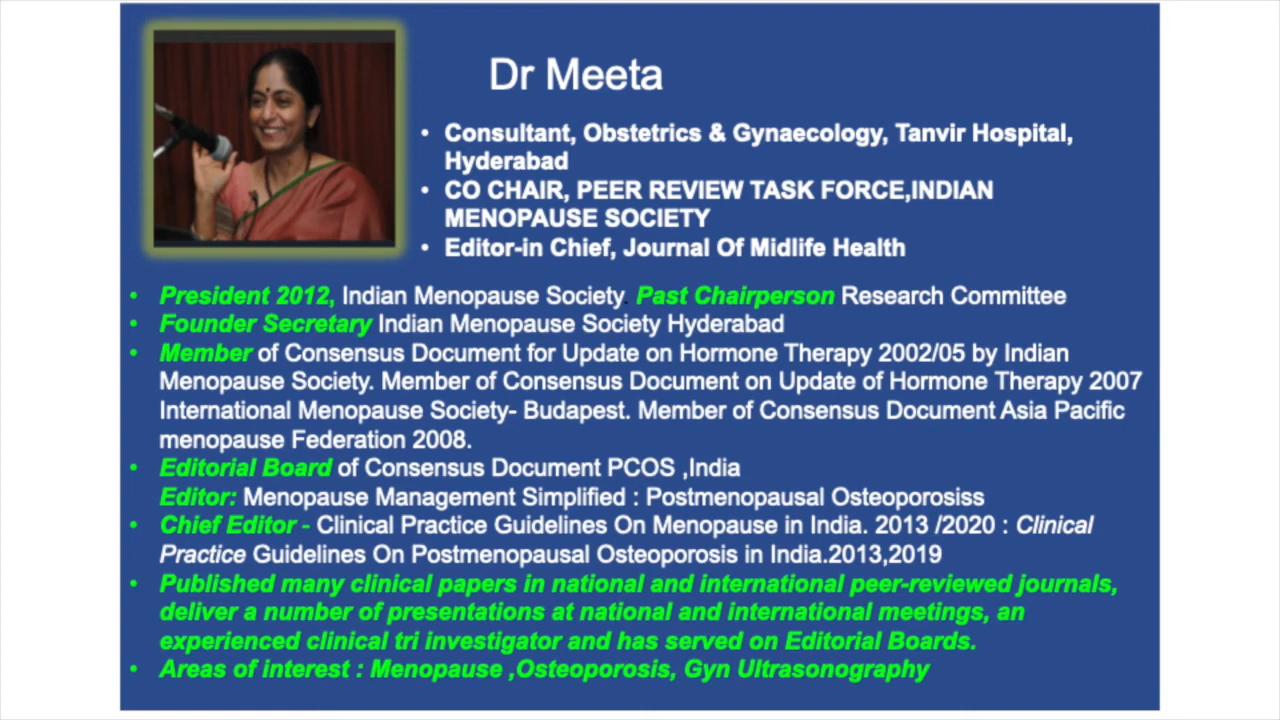 Dr Meeta
• Consultant, Obstetrics & Gynaecology, Tanvir Hospital,
Hyderabad
• CO CHAIR, PEER REVIEW TASK FORCE,INDIAN
MENOPAUSE SOCIETY
• Editor-in Chief, Journal Of Midlife Health
• President 2012, Indian Menopause Society. Past Chairperson Research Committee
• Founder Secretary Indian Menopause Society Hyderabad
• Member of Consensus Document for Update on Hormone Therapy 2002/05 by Indian
Menopause Society. Member of Consensus Document on Update of Hormone Therapy 2007
International Menopause Society- Budapest. Member of Consensus Document Asia Pacific
menopause Federation 2008.
• Editorial Board of Consensus Document PCOS ,India
Editor: Menopause Management Simplified : Postmenopausal Osteoporosiss
• Chief Editor - Clinical Practice Guidelines On Menopause in India. 2013 /2020 : Clinical
Practice Guidelines On Postmenopausal Osteoporosis in India.2013,2019
• Published many clinical papers in national and international peer-reviewed journals,
deliver a number of presentations at national and international meetings, an
experienced clinical tri investigator and has served on Editorial Boards.
• Areas of interest : Menopause ,Osteoporosis, Gyn Ultrasonography